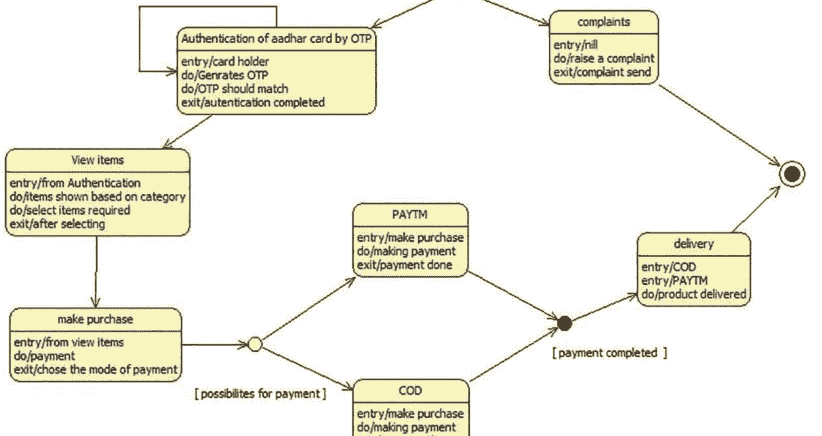 Authentication of aadhar card by OTP
entry/card holder
do/Genrates OTP
do/OTP should match
exit/autentication completed
complaints
entry/nill
do/raise a complaint
exit/complaint send
View items
entry/from Authentication
do/items shown based on category
do/select items required
exit/after selecting
PAYTM
entry/make purchase
do/making payment
exit/payment done
delivery
entry/COD
entry/PAYTM
do/product delivered
make purchase
entry/from view items
do/payment
exit/chose the mode of payment
[ possibilites for payment ]
[ payment completed ]
COD
entry/make purchase
do/making payment